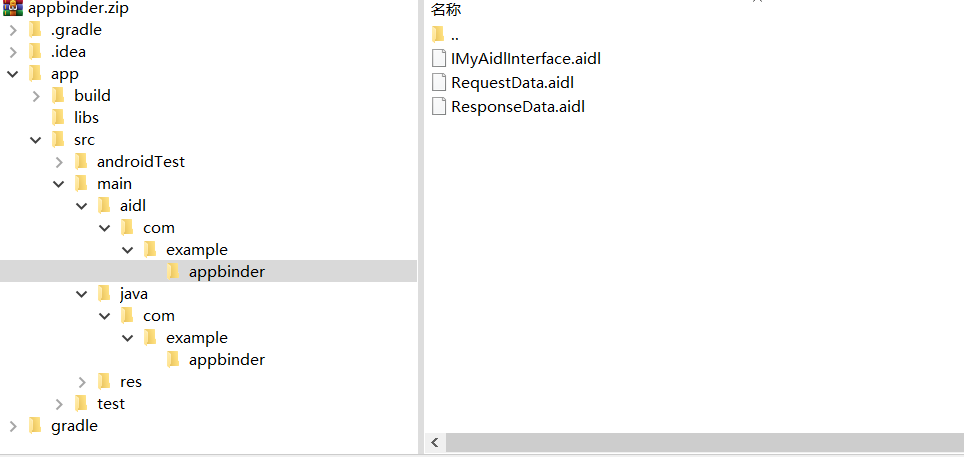 appbinder.zip
.gradle
.idea
app
build
libs
src
androidTest
main
aidl
com
example
appbinder
java
com
example
appbinder
res
test
gradle
名称
..
IMyAidlInterface.aidl
RequestData.aidl
ResponseData.aidl